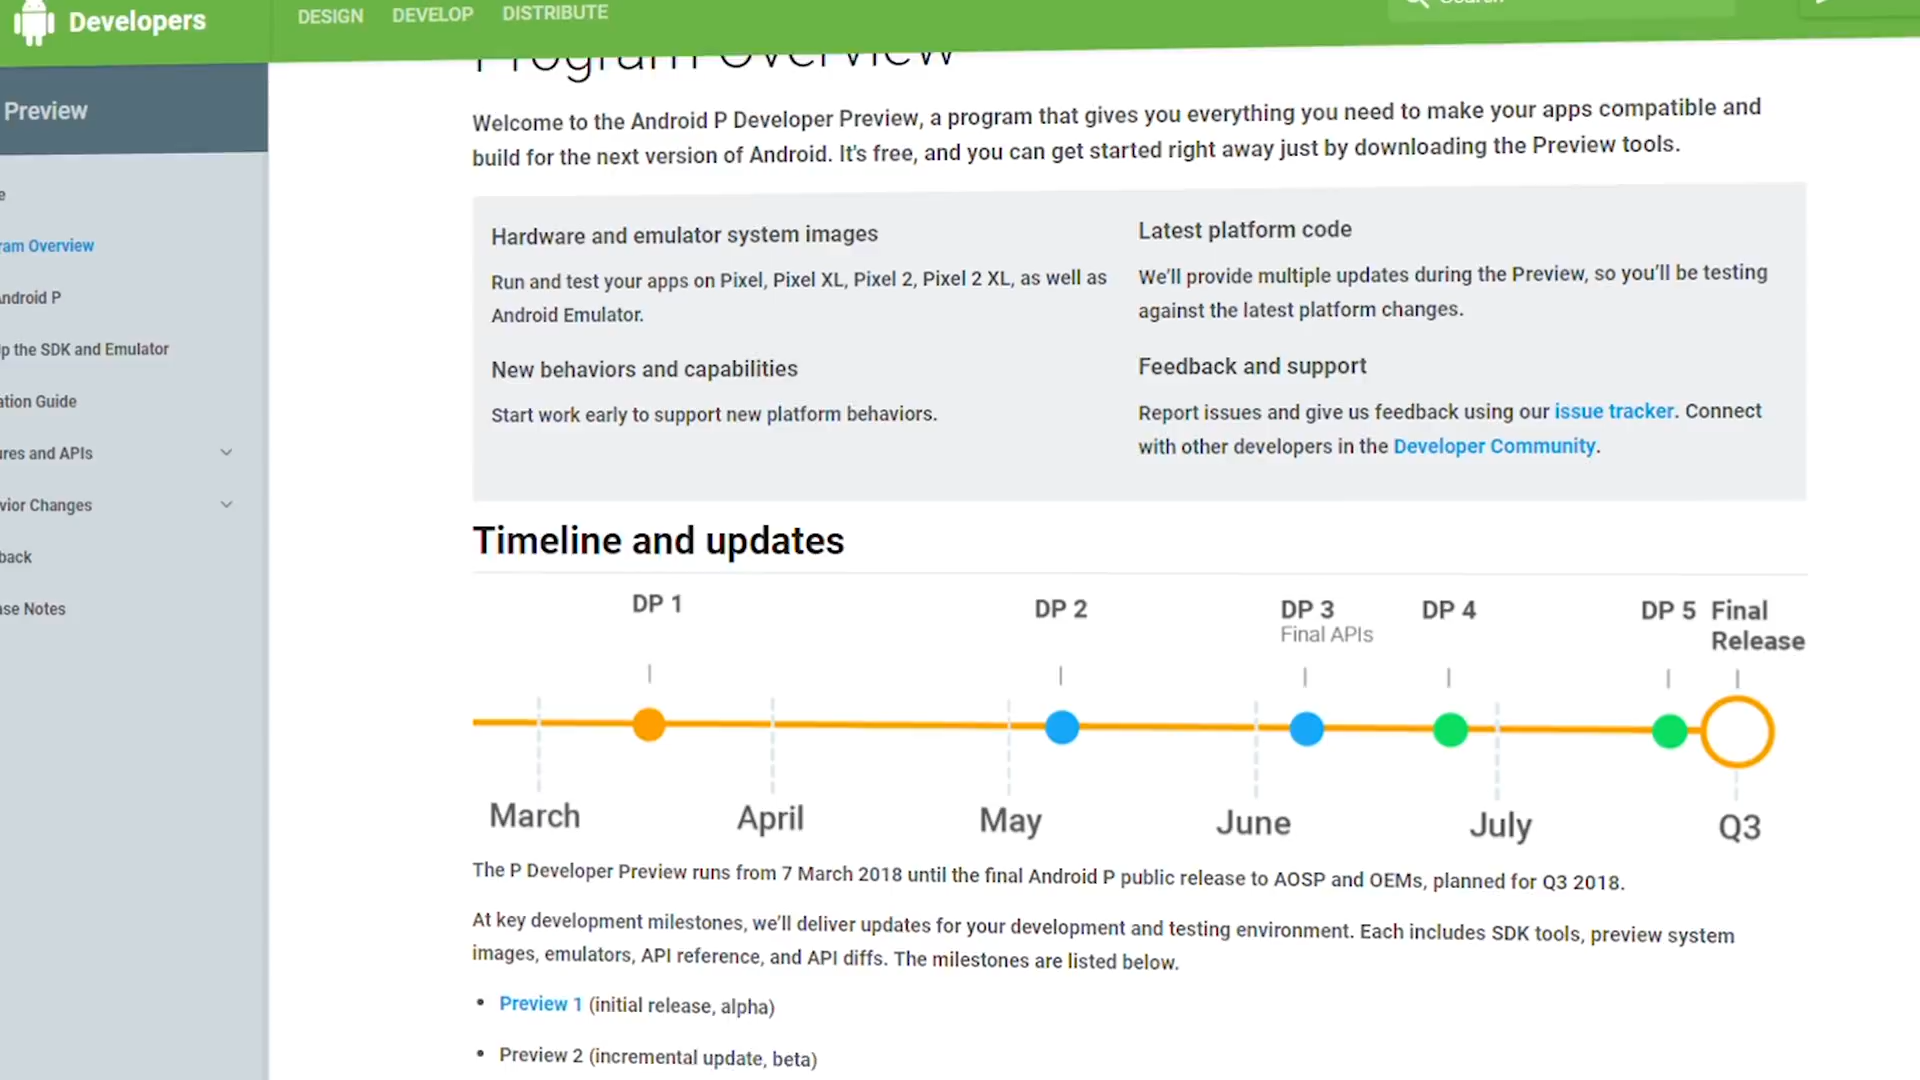 Developers
DESIGN
DEVELOP
DISTRIBUTE
Program Overview
Preview
Welcome to the Android P Developer Preview, a program that gives you everything you need to make your apps compatible and
build for the next version of Android. It's free, and you can get started right away just by downloading the Preview tools.
e
ram Overview
Android P
p the SDK and Emulator
ation Guide
ures and APIs
vior Changes
back
ase Notes
Hardware and emulator system images
Run and test your apps on Pixel, Pixel XL, Pixel 2, Pixel 2 XL, as well as
Android Emulator.
Latest platform code
We'll provide multiple updates during the Preview, so you'll be testing
against the latest platform changes.
New behaviors and capabilities
Start work early to support new platform behaviors.
Feedback and support
Report issues and give us feedback using our issue tracker. Connect
with other developers in the Developer Community.
Timeline and updates
DP 1
DP 2
DP 3
Final APIs
DP 4
DP 5
Final
Release
March
April
May
June
July
Q3
The P Developer Preview runs from 7 March 2018 until the final Android P public release to AOSP and OEMs, planned for Q3 2018.
At key development milestones, we'll deliver updates for your development and testing environment. Each includes SDK tools, preview system
images, emulators, API reference, and API diffs. The milestones are listed below.
• Preview 1 (initial release, alpha)
• Preview 2 (incremental update, beta)